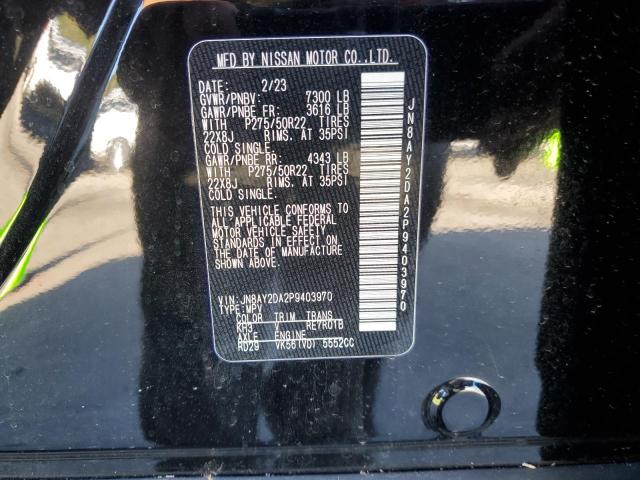 MFD BY NISSAN MOTOR CO.,LTD.
DATE: 2/23
GVWR/PNBV: 7300 LB
GAWR/PNBE FR: 3616 LB
WITH P275/50R22 TIRES
22X8J RIMS. AT 35PSI
COLD SINGLE.
GAWR/PNBE RR: 4343 LB
WITH P275/50R22 TIRES
22X8J RIMS. AT 35PSI
COLD SINGLE.
THIS VEHICLE CONFORMS TO
ALL APPLICABLE FEDERAL
MOTOR VEHICLE SAFETY
STANDARDS IN EFFECT ON
THE DATE OF MANUFACTURE
SHOWN ABOVE.
VIN: JN8AY2DA2P9403970
TYPE: MPV
COLOR TRIM TRANS
KH3 V RE7R01B
AXLE ENGINE
RD29 VK56(VD) 5552CC
JN8AY2DA2P9403970